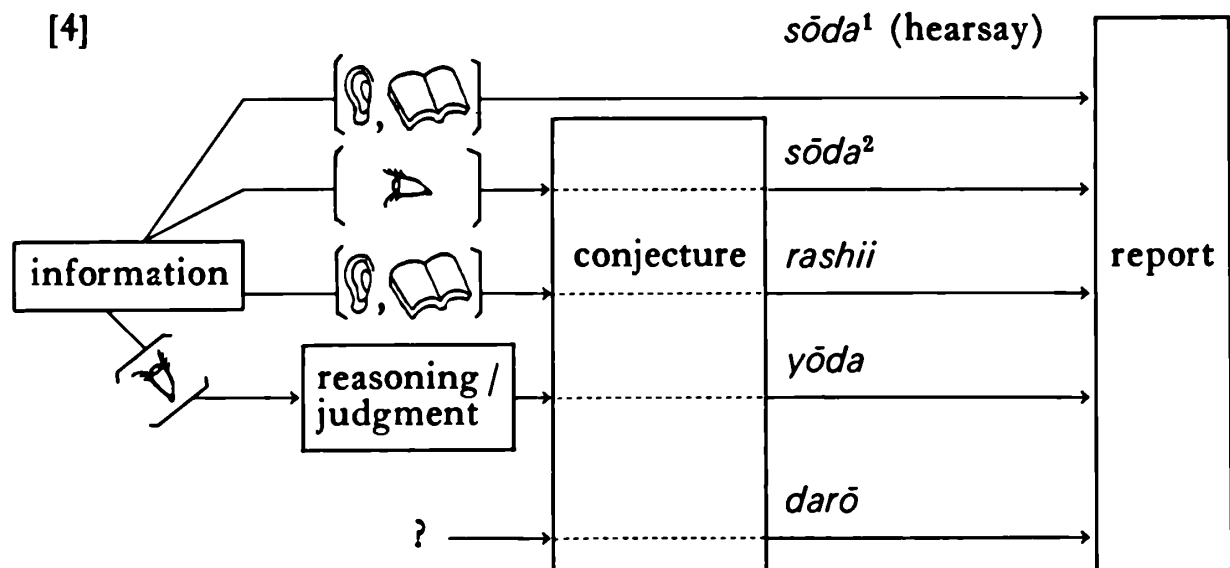 [4]
sōda¹ (hearsay)
,
sōda²
information
,
conjecture
rashii
report
reasoning /
judgment
yōda
?
darō